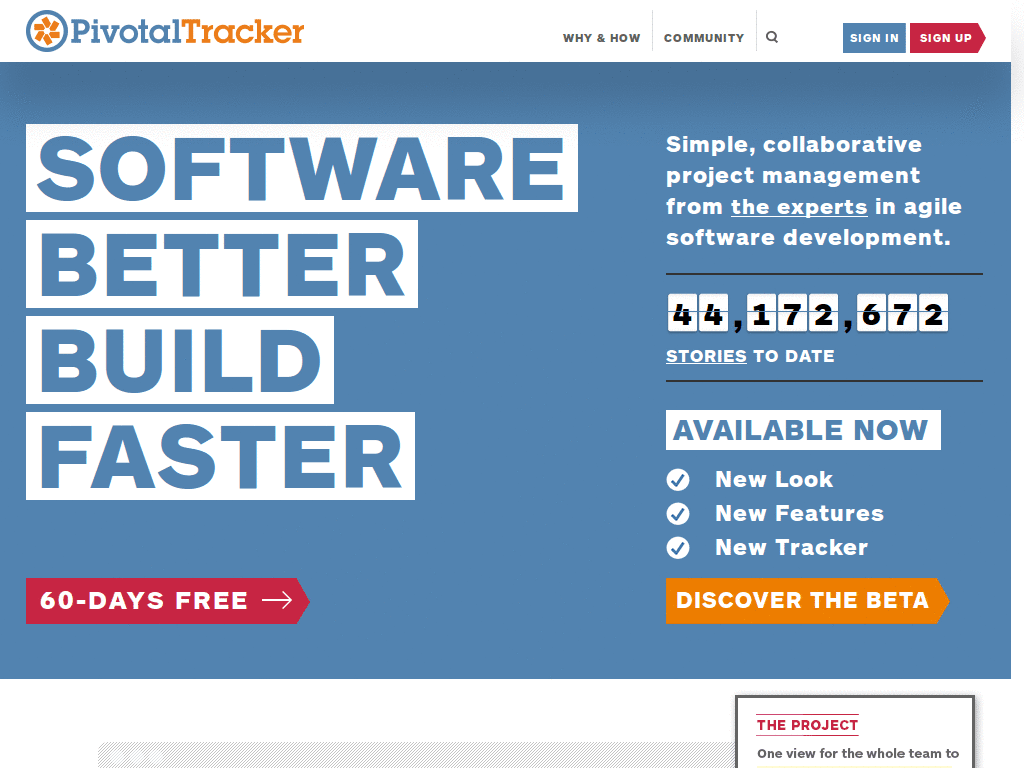 PivotalTracker
WHY & HOW
COMMUNITY
SIGN IN
SIGN UP
SOFTWARE
BETTER
BUILD
FASTER
60-DAYS FREE
Simple, collaborative
project management
from the experts in agile
software development.
44,172,672
STORIES TO DATE
AVAILABLE NOW
New Look
New Features
New Tracker
DISCOVER THE BETA
THE PROJECT
One view for the whole team to